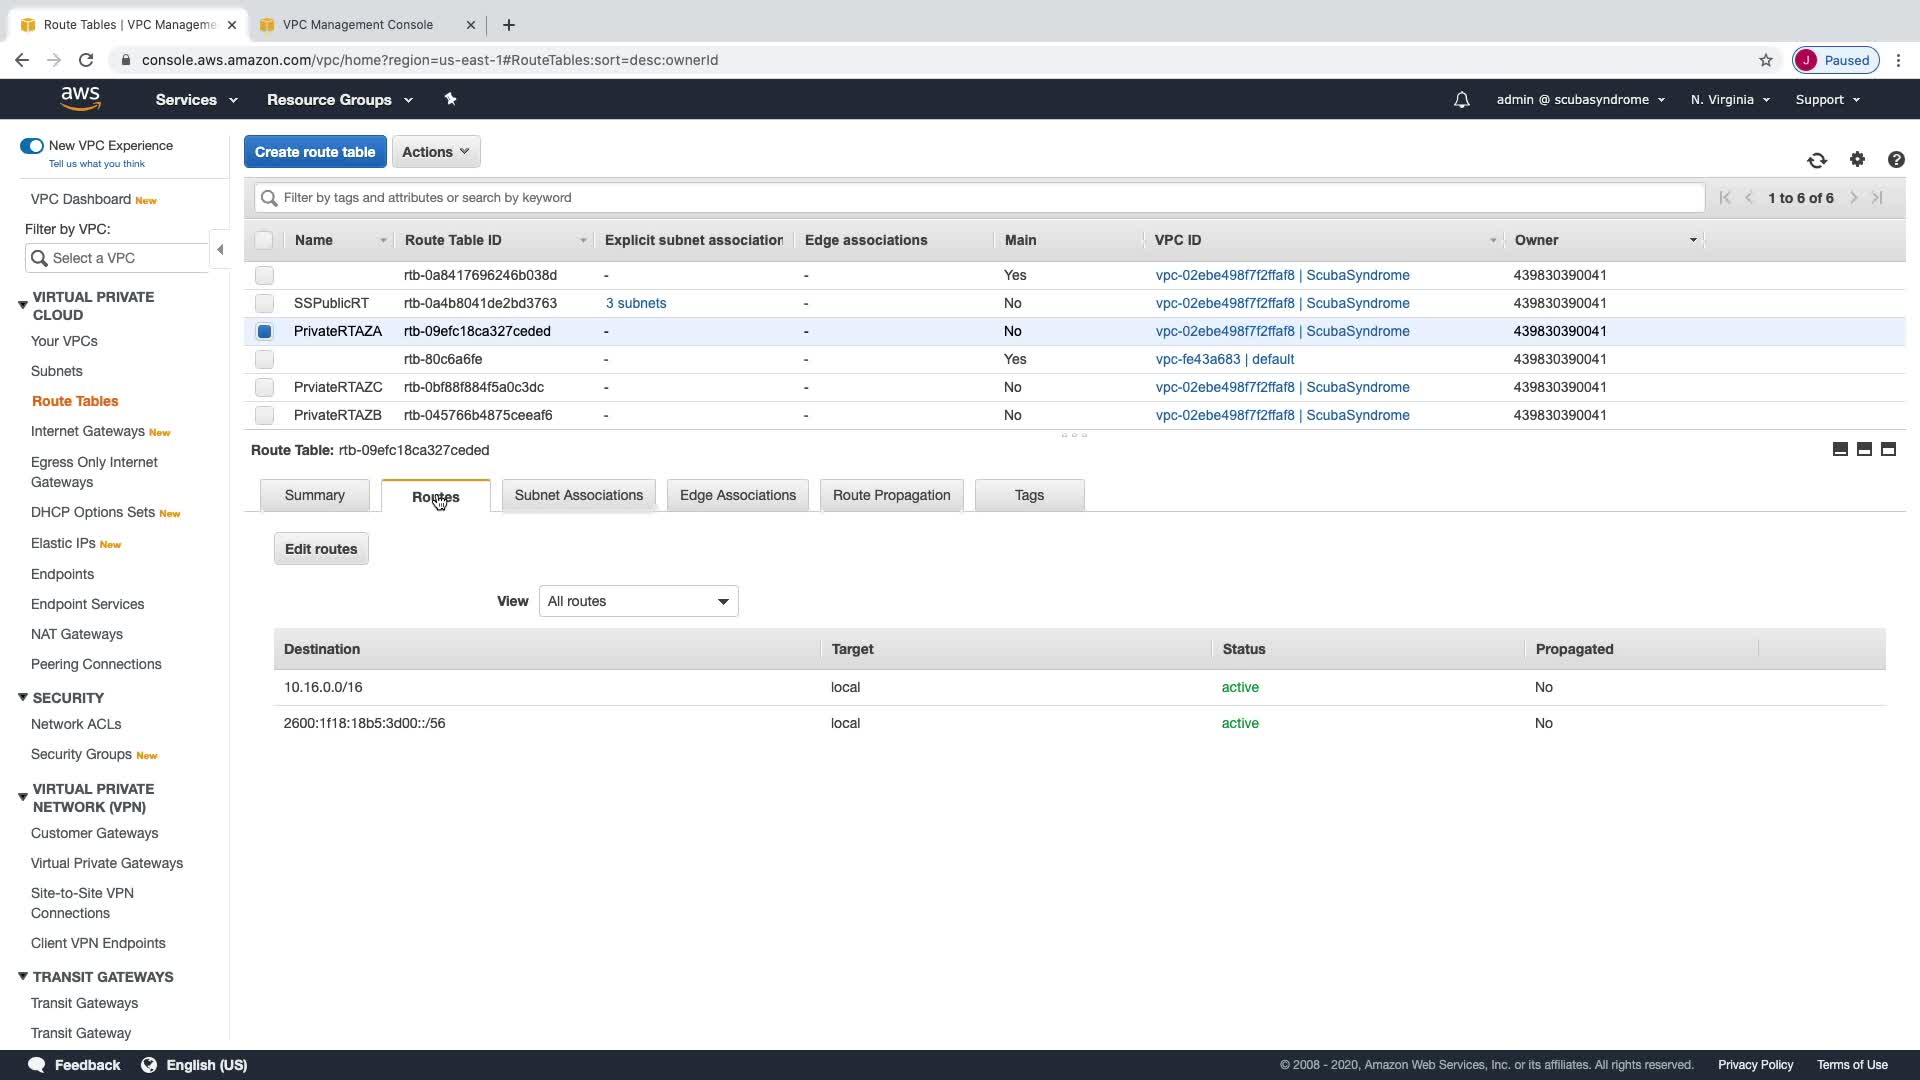 Route Tables | VPC Manageme
VPC Management Console
console.aws.amazon.com/vpc/home?region=us-east-1#RouteTables:sort=desc:ownerId
J Paused
aws Services Resource Groups admin @ scubasyndrome N. Virginia Support
New VPC Experience
Tell us what you think
VPC Dashboard New
Filter by VPC:
Select a VPC
VIRTUAL PRIVATE
CLOUD
Your VPCs
Subnets
Route Tables
Internet Gateways New
Egress Only Internet
Gateways
DHCP Options Sets New
Elastic IPs New
Endpoints
Endpoint Services
NAT Gateways
Peering Connections
SECURITY
Network ACLs
Security Groups New
VIRTUAL PRIVATE
NETWORK (VPN)
Customer Gateways
Virtual Private Gateways
Site-to-Site VPN
Connections
Client VPN Endpoints
TRANSIT GATEWAYS
Transit Gateways
Transit Gateway
Create route table Actions
Filter by tags and attributes or search by keyword 1 to 6 of 6
Name Route Table ID Explicit subnet association Edge associations Main VPC ID Owner
rtb-0a8417696246b038d - - Yes vpc-02ebe498f7f2ffaf8 | ScubaSyndrome 439830390041
SSPublicRT rtb-0a4b8041de2bd3763 3 subnets - No vpc-02ebe498f7f2ffaf8 | ScubaSyndrome 439830390041
PrivateRTAZA rtb-09efc18ca327ceded - - No vpc-02ebe498f7f2ffaf8 | ScubaSyndrome 439830390041
rtb-80c6a6fe - - Yes vpc-fe43a683 | default 439830390041
PrviateRTAZC rtb-0bf88f884f5a0c3dc - - No vpc-02ebe498f7f2ffaf8 | ScubaSyndrome 439830390041
PrivateRTAZB rtb-045766b4875ceeaf6 - - No vpc-02ebe498f7f2ffaf8 | ScubaSyndrome 439830390041
Route Table: rtb-09efc18ca327ceded
Summary Routes Subnet Associations Edge Associations Route Propagation Tags
Edit routes
View All routes
Destination Target Status Propagated
10.16.0.0/16 local active No
2600:1f18:18b5:3d00::/56 local active No
Feedback English (US) © 2008 - 2020, Amazon Web Services, Inc. or its affiliates. All rights reserved. Privacy Policy Terms of Use